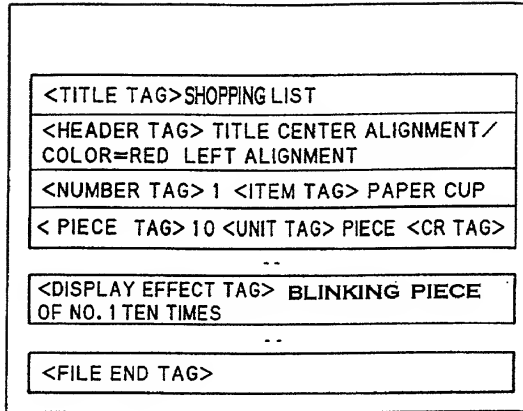 <TITLE TAG>SHOPPING LIST
<HEADER TAG> TITLE CENTER ALIGNMENT/
COLOR=RED LEFT ALIGNMENT
<NUMBER TAG> 1 <ITEM TAG> PAPER CUP
< PIECE TAG> 10 <UNIT TAG> PIECE <CR TAG>
--
<DISPLAY EFFECT TAG> BLINKING PIECE
OF NO. 1 TEN TIMES
--
<FILE END TAG>